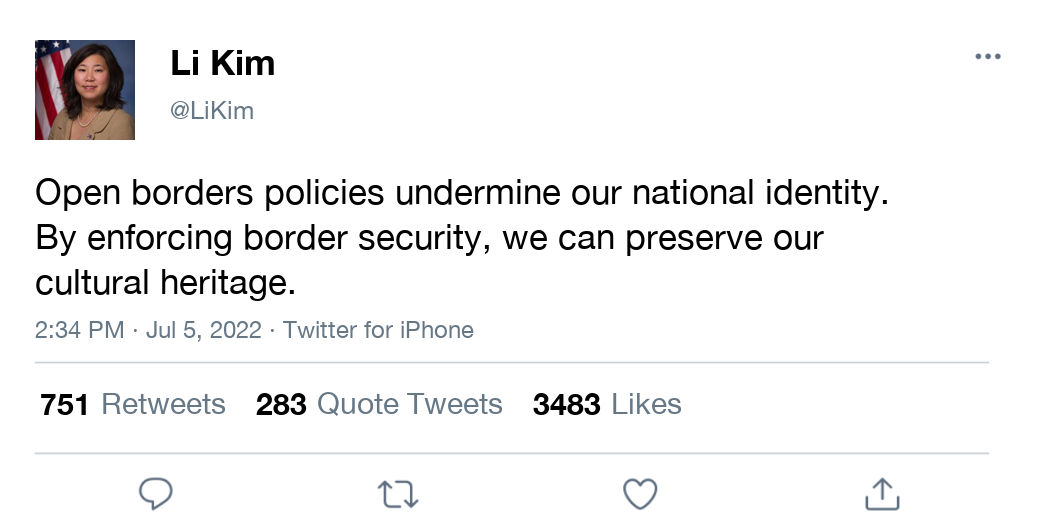 Li Kim
@LiKim
Open borders policies undermine our national identity.
By enforcing border security, we can preserve our
cultural heritage.
2:34 PM · Jul 5, 2022 · Twitter for iPhone
751 Retweets 283 Quote Tweets 3483 Likes